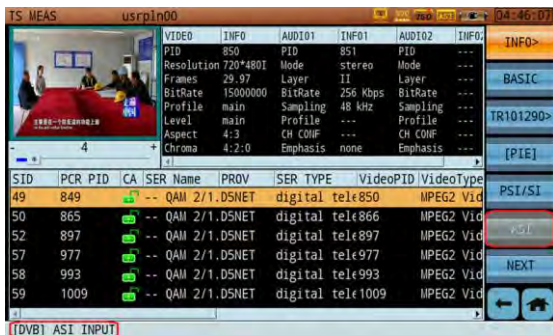 TS MEAS usrpln00 04:46:07
VIDEO INFO AUDIO1 INFO1 AUDIO2 INFO2
PID 850 PID 851 PID ---
Resolution 720*480I Mode stereo Mode ---
Frames 29.97 Layer II Layer ---
BitRate 15000000 BitRate 256 Kbps BitRate ---
Profile main Sampling 48 kHz Sampling ---
Level main Profile --- Profile ---
Aspect 4:3 CH CONF --- CH CONF ---
Chroma 4:2:0 Emphasis none Emphasis ---
- 4 +
SID PCR PID CA SER Name PROV SER TYPE VideoPID VideoType
49 849 -- QAM 2/1.D5NET digital tele 850 MPEG2 Vid
50 865 -- QAM 2/1.D5NET digital tele 866 MPEG2 Vid
52 897 -- QAM 2/1.D5NET digital tele 897 MPEG2 Vid
57 977 -- QAM 2/1.D5NET digital tele 977 MPEG2 Vid
58 993 -- QAM 2/1.D5NET digital tele 993 MPEG2 Vid
59 1009 -- QAM 2/1.D5NET digital tele 1009 MPEG2 Vid
[DVB] ASI INPUT
INFO>
BASIC
TR101290>
[PIE]
PSI/SI
ASI
NEXT